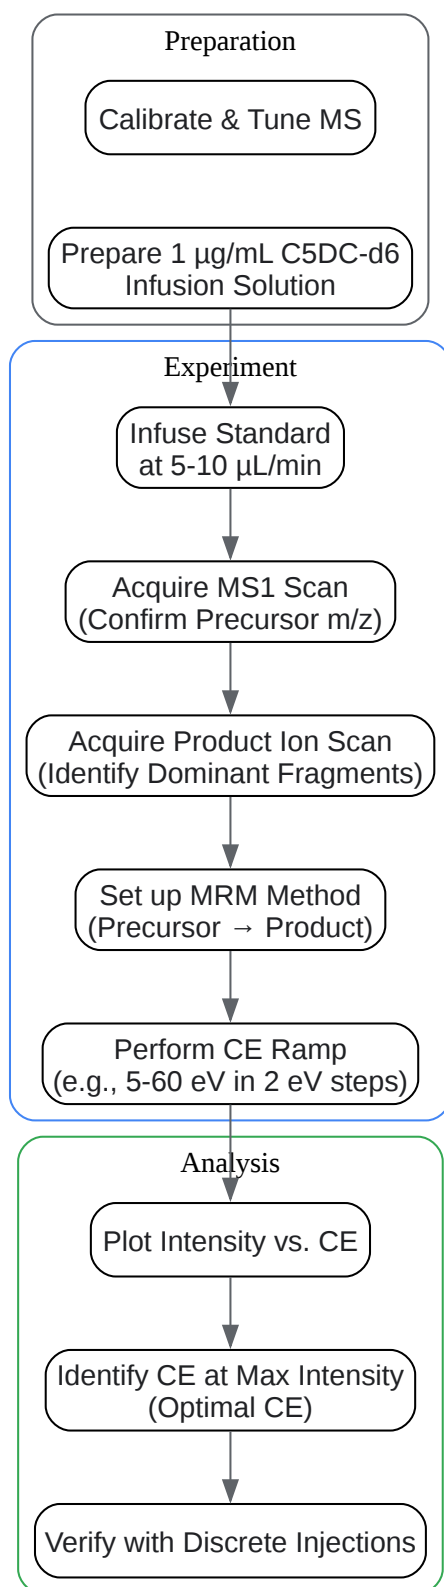 Preparation
Calibrate & Tune MS
Prepare 1 µg/mL C5DC-d6
Infusion Solution
Experiment
Infuse Standard
at 5-10 µL/min
Acquire MS1 Scan
(Confirm Precursor m/z)
Acquire Product Ion Scan
(Identify Dominant Fragments)
Set up MRM Method
(Precursor → Product)
Perform CE Ramp
(e.g., 5-60 eV in 2 eV steps)
Analysis
Plot Intensity vs. CE
Identify CE at Max Intensity
(Optimal CE)
Verify with Discrete Injections